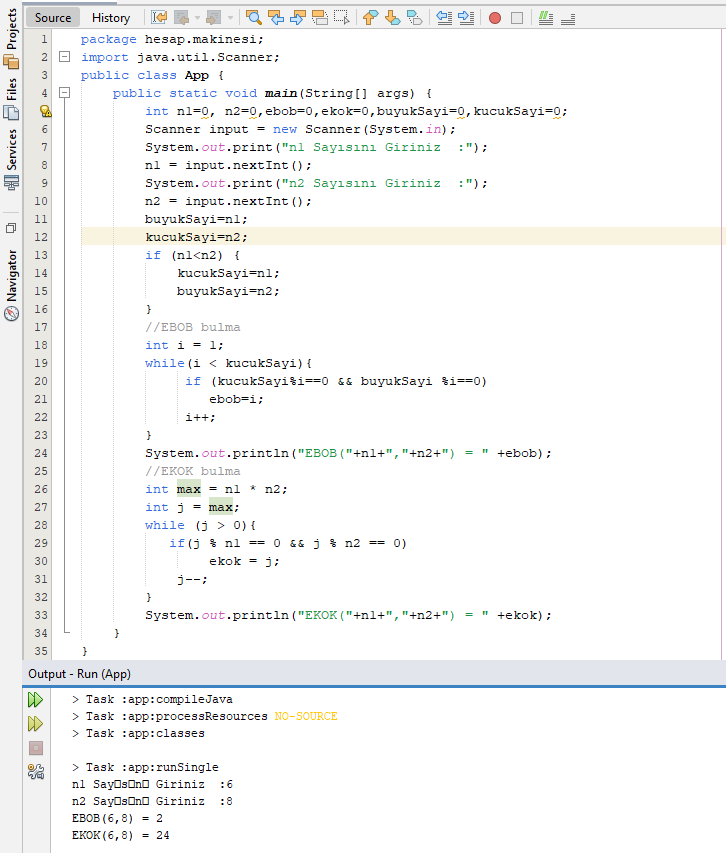 Projects
Files
Services
Navigator
Source History
1 package hesap.makinesi;
2 import java.util.Scanner;
3 public class App {
4 public static void main(String[] args) {
int n1=0, n2=0,ebob=0,ekok=0,buyukSayi=0,kucukSayi=0;
6 Scanner input = new Scanner(System.in);
7 System.out.print("n1 Sayısını Giriniz  :");
8 n1 = input.nextInt();
9 System.out.print("n2 Sayısını Giriniz  :");
10 n2 = input.nextInt();
11 buyukSayi=n1;
12 kucukSayi=n2;
13 if (n1<n2) {
14 kucukSayi=n1;
15 buyukSayi=n2;
16 }
17 //EBOB bulma
18 int i = 1;
19 while(i < kucukSayi){
20 if (kucukSayi%i==0 && buyukSayi %i==0)
21 ebob=i;
22 i++;
23 }
24 System.out.println("EBOB("+n1+","+n2+") = " +ebob);
25 //EKOK bulma
26 int max = n1 * n2;
27 int j = max;
28 while (j > 0){
29 if(j % n1 == 0 && j % n2 == 0)
30 ekok = j;
31 j--;
32 }
33 System.out.println("EKOK("+n1+","+n2+") = " +ekok);
34 }
35 }
Output - Run (App)
> Task :app:compileJava
> Task :app:processResources NO-SOURCE
> Task :app:classes
> Task :app:runSingle
n1 Say□s□n□ Giriniz  :6
n2 Say□s□n□ Giriniz  :8
EBOB(6,8) = 2
EKOK(6,8) = 24